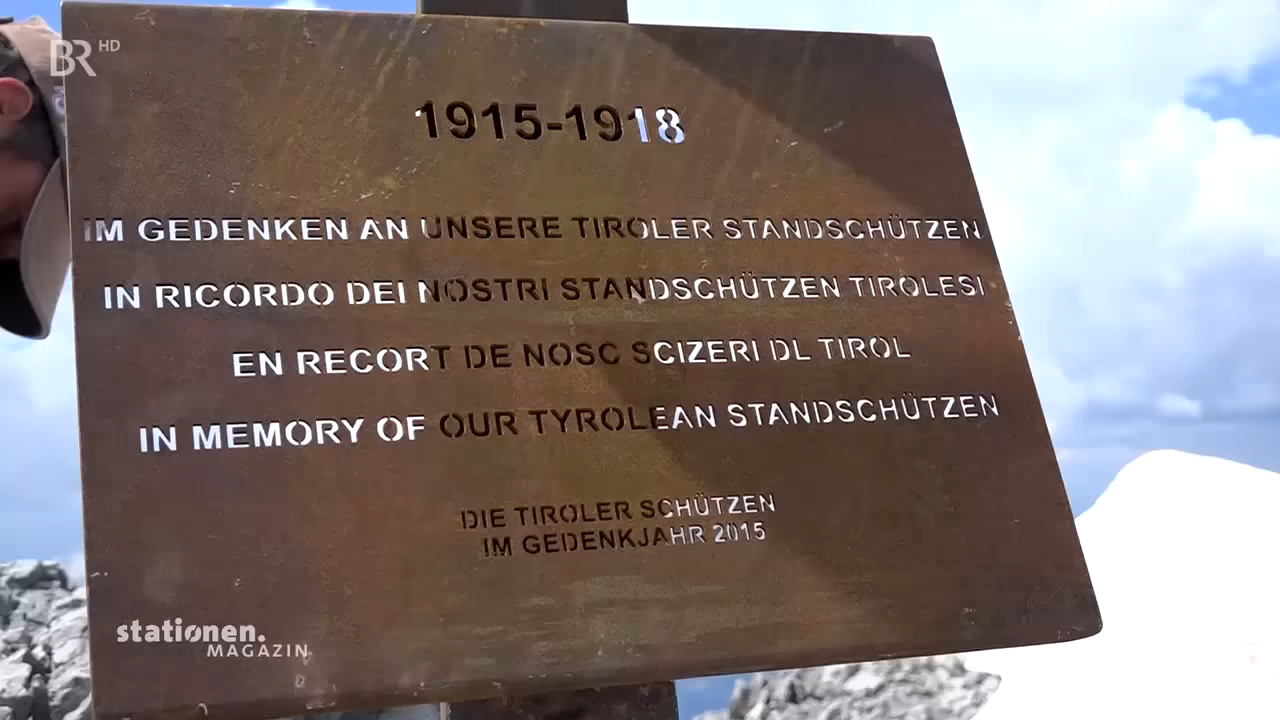 BR HD
1915-1918
IM GEDENKEN AN UNSERE TIROLER STANDSCHÜTZEN
IN RICORDO DEI NOSTRI STANDSCHÜTZEN TIROLESI
EN RECORT DE NOSC SCIZERI DL TIROL
IN MEMORY OF OUR TYROLEAN STANDSCHÜTZEN
DIE TIROLER SCHÜTZEN
IM GEDENKJAHR 2015
stationen.
MAGAZIN